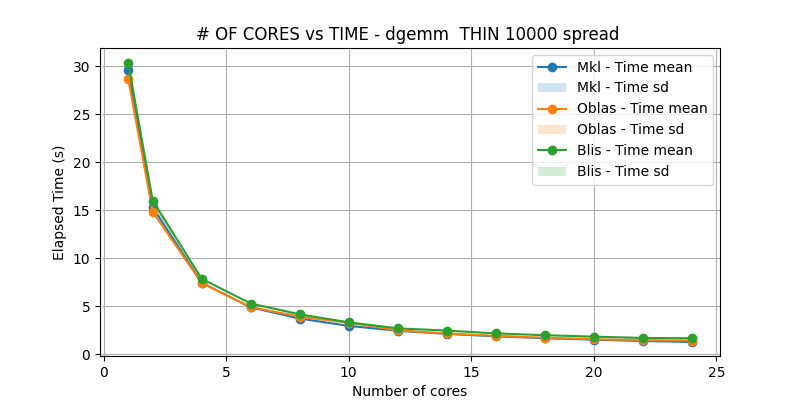 # OF CORES vs TIME - dgemm  THIN 10000 spread
Elapsed Time (s)
30
25
20
15
10
5
0
Mkl - Time mean
Mkl - Time sd
Oblas - Time mean
Oblas - Time sd
Blis - Time mean
Blis - Time sd
0 5 10 15 20 25
Number of cores